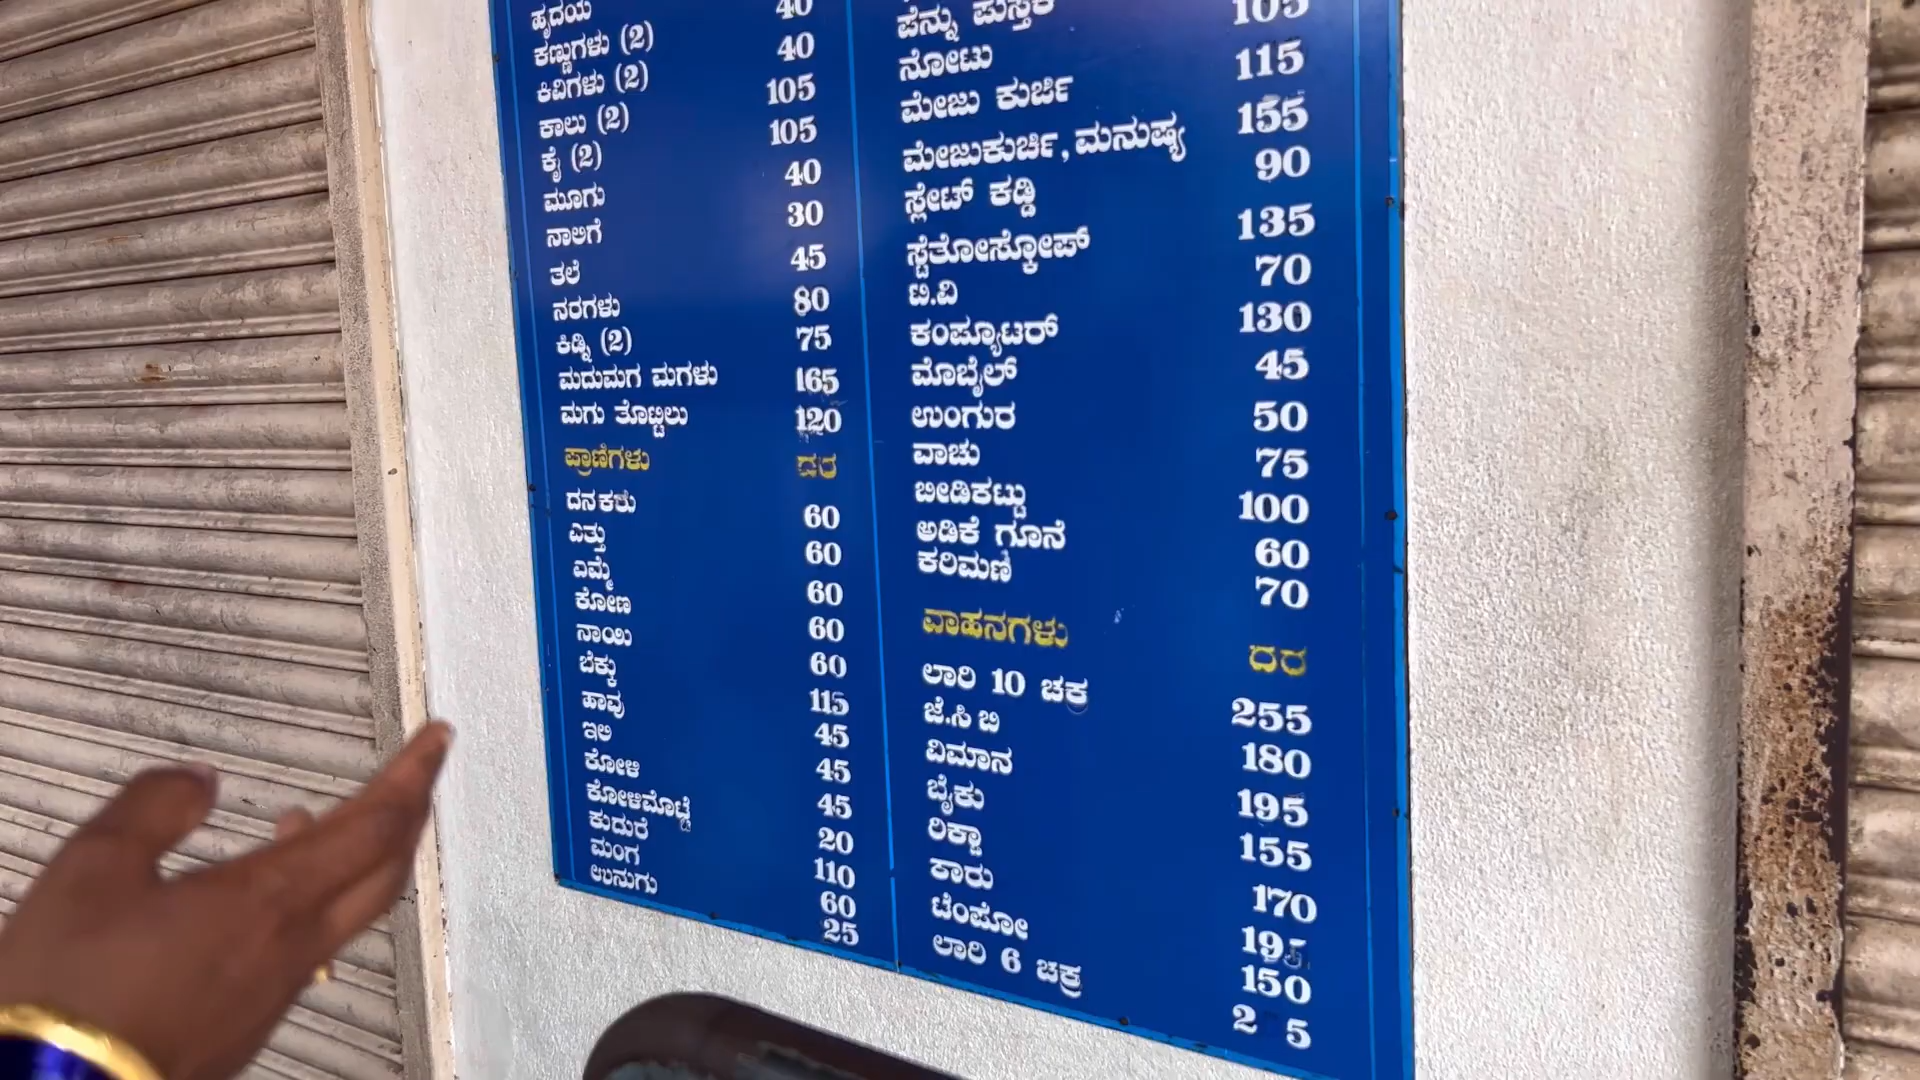 ಹೃದಯ 40
ಕಣ್ಣುಗಳು (2) 40
ಕಿವಿಗಳು (2) 105
ಕಾಲು (2) 105
ಕೈ (2) 40
ಮೂಗು 30
ನಾಲಿಗೆ 45
ತಲೆ 80
ನರಗಳು 75
ಕಿಡ್ನಿ (2) 165
ಮದುಮಗ ಮಗಳು 120
ಮಗು ತೊಟ್ಟಿಲು
ಪ್ರಾಣಿಗಳು ದರ
ದನಕರು 60
ಎತ್ತು 60
ಎಮ್ಮೆ 60
ಕೋಣ 60
ನಾಯಿ 60
ಬೆಕ್ಕು 115
ಹಾವು 45
ಇಲಿ 45
ಕೋಳಿ 45
ಕೋಳಿಮೊಟ್ಟೆ 20
ಕುದುರೆ 110
ಮಂಗ 60
ಉನುಗು 25
ಪೆನ್ನು ಪುಸ್ತಕ 105
ನೋಟು 115
ಮೇಜು ಕುರ್ಚಿ 155
ಮೇಜುಕುರ್ಚಿ, ಮನುಷ್ಯ 90
ಸ್ಲೇಟ್ ಕಡ್ಡಿ 135
ಸ್ಟೆತೋಸ್ಕೋಪ್ 70
ಟಿ.ವಿ 130
ಕಂಪ್ಯೂಟರ್ 45
ಮೊಬೈಲ್ 50
ಉಂಗುರ 75
ವಾಚು 100
ಬೀಡಿಕಟ್ಟು 60
ಅಡಿಕೆ ಗೂನೆ 70
ಕರಿಮಣಿ
ವಾಹನಗಳು ದರ
ಲಾರಿ 10 ಚಕ್ರ 255
ಜೆ.ಸಿ ಬಿ 180
ವಿಮಾನ 195
ಬೈಕು 155
ರಿಕ್ಷಾ 170
ಕಾರು
ಟೆಂಪೋ 150
ಲಾರಿ 6 ಚಕ್ರ